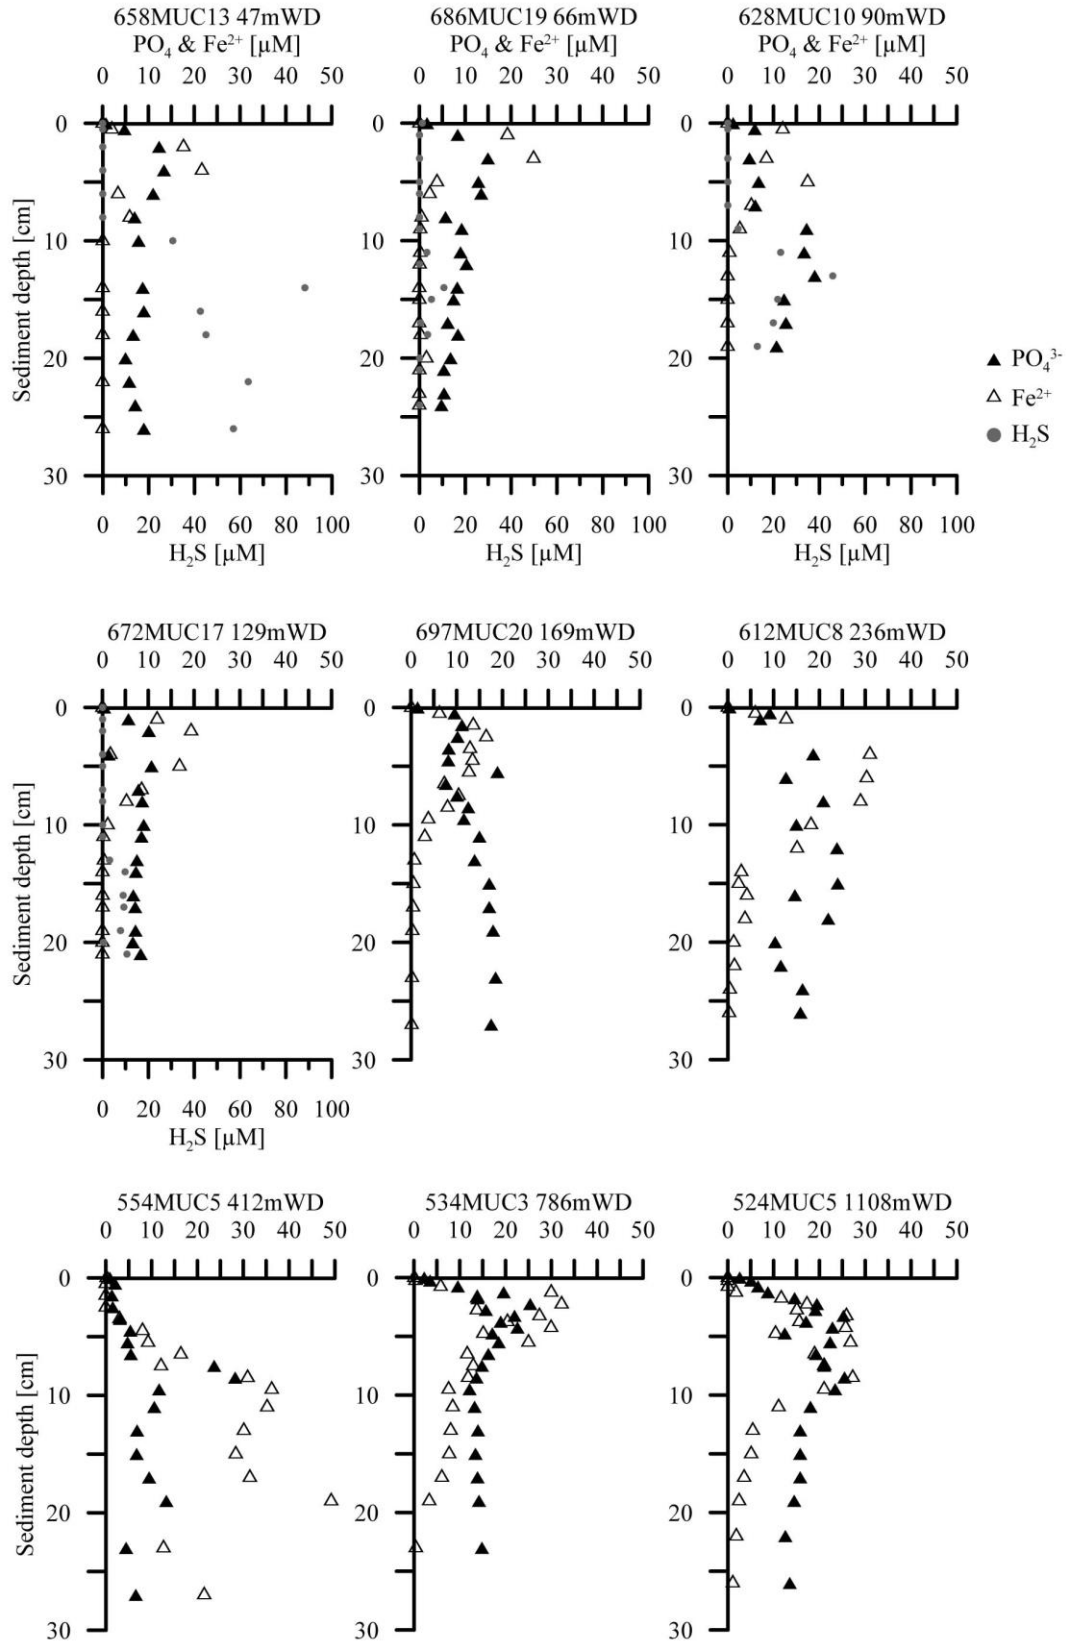 658MUC13 47mWD 686MUC19 66mWD 628MUC10 90mWD
PO₄ & Fe²⁺ [µM] PO₄ & Fe²⁺ [µM] PO₄ & Fe²⁺ [µM]
0 10 20 30 40 50 0 10 20 30 40 50 0 10 20 30 40 50
0 0 0
10 10 10
Sediment depth [cm]
20 20 20
30 30 30
PO₄³⁻
Fe²⁺
H₂S
0 20 40 60 80 100 0 20 40 60 80 100 0 20 40 60 80 100
H₂S [µM] H₂S [µM] H₂S [µM]
672MUC17 129mWD 697MUC20 169mWD 612MUC8 236mWD
0 10 20 30 40 50 0 10 20 30 40 50 0 10 20 30 40 50
0 0 0
10 10 10
Sediment depth [cm]
20 20 20
30 30 30
0 20 40 60 80 100
H₂S [µM]
554MUC5 412mWD 534MUC3 786mWD 524MUC5 1108mWD
0 10 20 30 40 50 0 10 20 30 40 50 0 10 20 30 40 50
0 0 0
10 10 10
Sediment depth [cm]
20 20 20
30 30 30